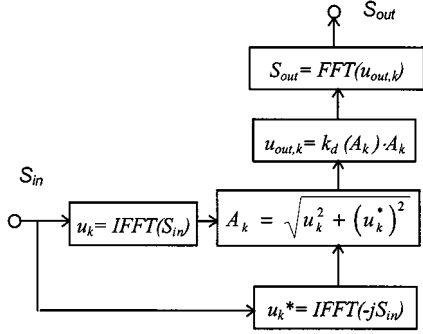 S_out
S_out = FFT(u_out,k)
u_out,k = k_d (A_k)·A_k
S_in
u_k = IFFT(S_in)
A_k = √(u_k^2 + (u_k^*)^2)
u_k* = IFFT(-jS_in)